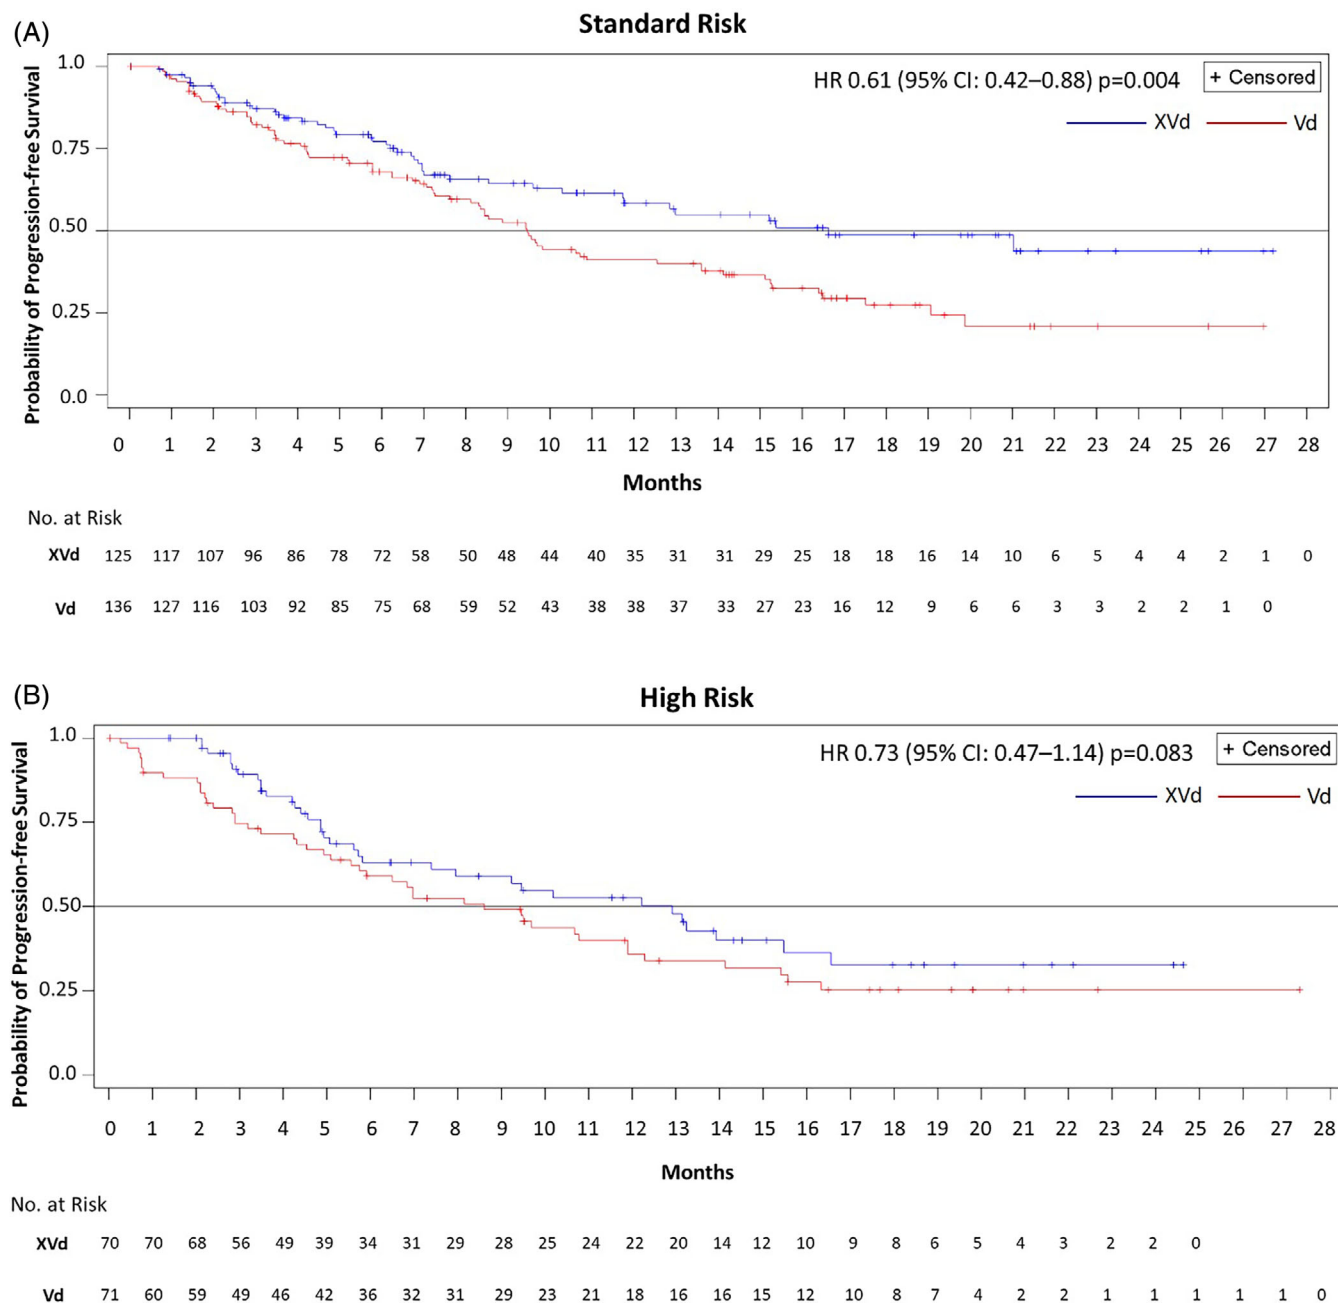 (A)
Standard Risk
HR 0.61 (95% CI: 0.42–0.88) p=0.004
+ Censored
XVd
Vd
Probability of Progression-free Survival
1.0
0.75
0.50
0.25
0.0
0 1 2 3 4 5 6 7 8 9 10 11 12 13 14 15 16 17 18 19 20 21 22 23 24 25 26 27 28
Months
No. at Risk
XVd 125 117 107 96 86 78 72 58 50 48 44 40 35 31 31 29 25 18 18 16 14 10 6 5 4 4 2 1 0
Vd 136 127 116 103 92 85 75 68 59 52 43 38 38 37 33 27 23 16 12 9 6 6 3 3 2 2 1 0
(B)
High Risk
HR 0.73 (95% CI: 0.47–1.14) p=0.083
+ Censored
XVd
Vd
Probability of Progression-free Survival
1.0
0.75
0.50
0.25
0.0
0 1 2 3 4 5 6 7 8 9 10 11 12 13 14 15 16 17 18 19 20 21 22 23 24 25 26 27 28
Months
No. at Risk
XVd 70 70 68 56 49 39 34 31 29 28 25 24 22 20 14 12 10 9 8 6 5 4 3 2 2 0
Vd 71 60 59 49 46 42 36 32 31 29 23 21 18 16 16 15 12 10 8 7 4 2 2 1 1 1 1 1 0